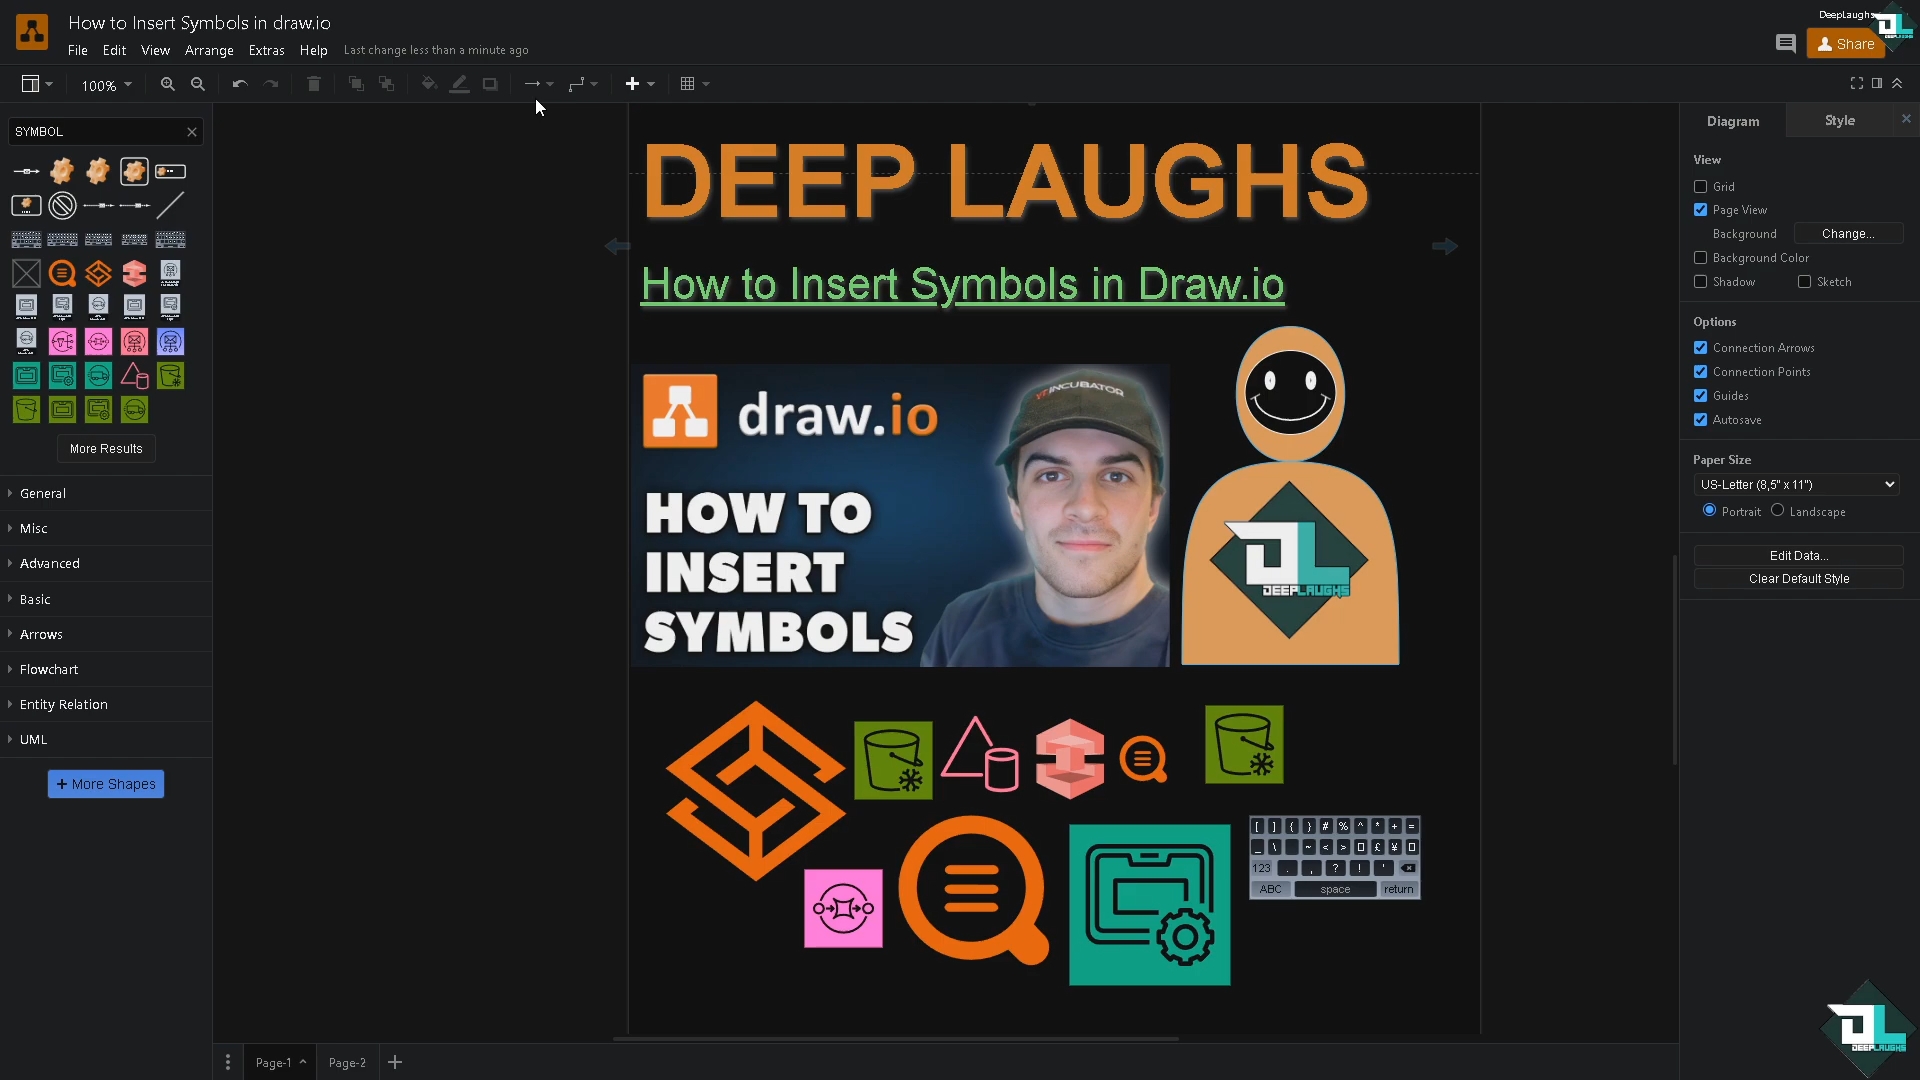 How to Insert Symbols in draw.io
File Edit View Arrange Extras Help Last change less than a minute ago
DeepLaughs
Share
100%
SYMBOL
More Results
General
Misc
Advanced
Basic
Arrows
Flowchart
Entity Relation
UML
+ More Shapes
DEEP LAUGHS
How to Insert Symbols in Draw.io
draw.io
YT INCUBATOR
HOW TO
INSERT
SYMBOLS
DL
DEEPLAUGHS
[ ] { } # % ^ * + =
_ \ ~ < > £ ¥
123 . , ? ! '
ABC space return
Diagram Style
View
Grid
Page View
Background Change...
Background Color
Shadow Sketch
Options
Connection Arrows
Connection Points
Guides
Autosave
Paper Size
US-Letter (8,5" x 11")
Portrait Landscape
Edit Data...
Clear Default Style
Page-1 Page-2
DL
DEEPLAUGHS